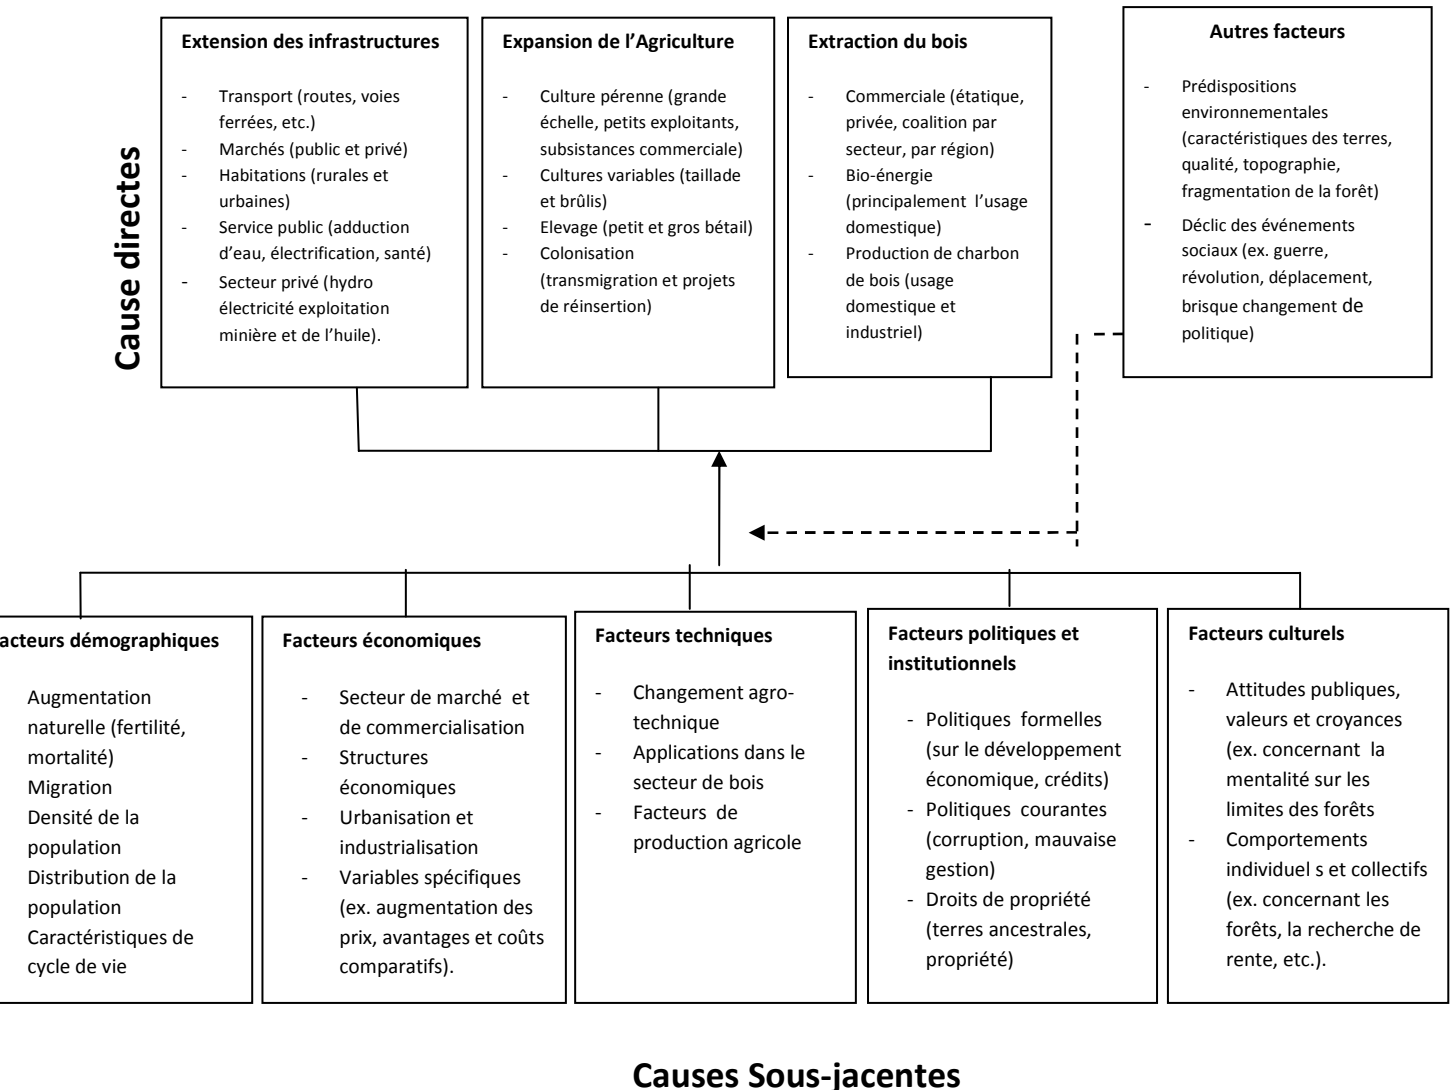 Cause directes
Extension des infrastructures
- Transport (routes, voies
ferrées, etc.)
- Marchés (public et privé)
- Habitations (rurales et
urbaines)
- Service public (adduction
d’eau, électrification, santé)
- Secteur privé (hydro
électricité exploitation
minière et de l’huile).
Expansion de l’Agriculture
- Culture pérenne (grande
échelle, petits exploitants,
subsistances commerciale)
- Cultures variables (taillade
et brûlis)
- Elevage (petit et gros bétail)
- Colonisation
(transmigration et projets
de réinsertion)
Extraction du bois
- Commerciale (étatique,
privée, coalition par
secteur, par région)
- Bio-énergie
(principalement l’usage
domestique)
- Production de charbon
de bois (usage
domestique et
industriel)
Autres facteurs
- Prédispositions
environnementales
(caractéristiques des terres,
qualité, topographie,
fragmentation de la forêt)
- Déclic des événements
sociaux (ex. guerre,
révolution, déplacement,
brisque changement de
politique)
acteurs démographiques
Augmentation
naturelle (fertilité,
mortalité)
Migration
Densité de la
population
Distribution de la
population
Caractéristiques de
cycle de vie
Facteurs économiques
- Secteur de marché et
de commercialisation
- Structures
économiques
- Urbanisation et
industrialisation
- Variables spécifiques
(ex. augmentation des
prix, avantages et coûts
comparatifs).
Facteurs techniques
- Changement agro-
technique
- Applications dans le
secteur de bois
- Facteurs de
production agricole
Facteurs politiques et
institutionnels
- Politiques formelles
(sur le développement
économique, crédits)
- Politiques courantes
(corruption, mauvaise
gestion)
- Droits de propriété
(terres ancestrales,
propriété)
Facteurs culturels
- Attitudes publiques,
valeurs et croyances
(ex. concernant la
mentalité sur les
limites des forêts
- Comportements
individuel s et collectifs
(ex. concernant les
forêts, la recherche de
rente, etc.).
Causes Sous-jacentes